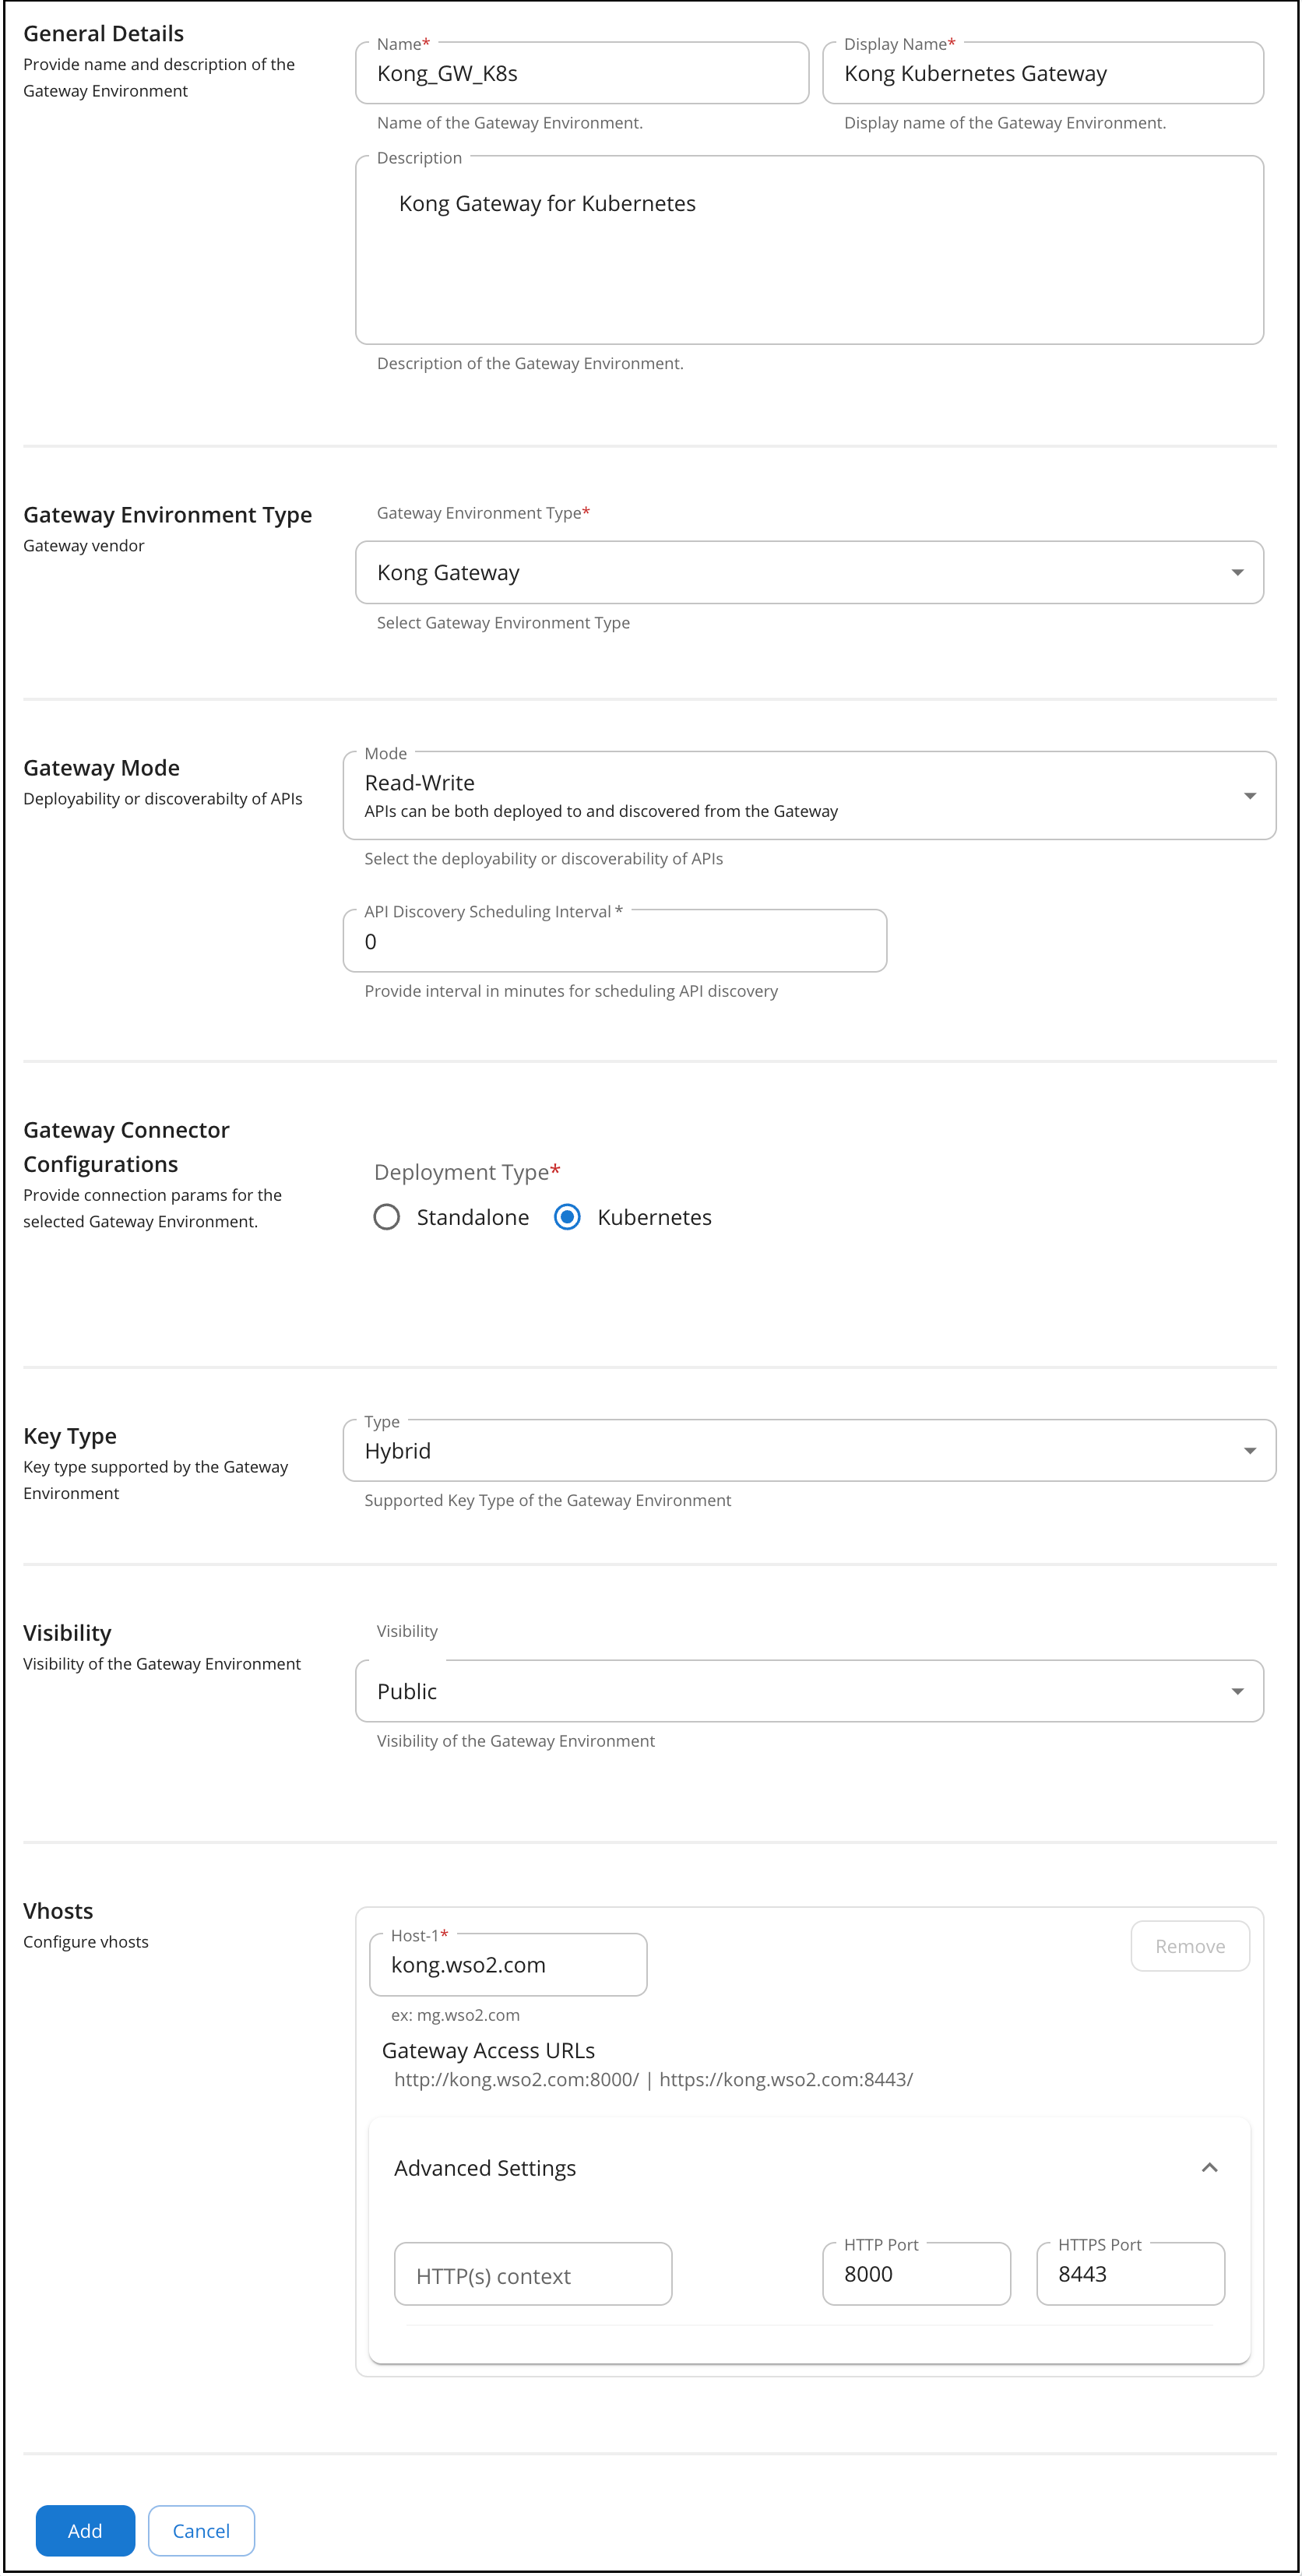 General Details
Provide name and description of the
Gateway Environment
Name*
Kong_GW_K8s
Name of the Gateway Environment.
Display Name*
Kong Kubernetes Gateway
Display name of the Gateway Environment.
Description
Kong Gateway for Kubernetes
Description of the Gateway Environment.
Gateway Environment Type
Gateway vendor
Gateway Environment Type*
Kong Gateway
Select Gateway Environment Type
Gateway Mode
Deployability or discoverabilty of APIs
Mode
Read-Write
APIs can be both deployed to and discovered from the Gateway
Select the deployability or discoverability of APIs
API Discovery Scheduling Interval *
0
Provide interval in minutes for scheduling API discovery
Gateway Connector
Configurations
Provide connection params for the
selected Gateway Environment.
Deployment Type*
Standalone
Kubernetes
Key Type
Key type supported by the Gateway
Environment
Type
Hybrid
Supported Key Type of the Gateway Environment
Visibility
Visibility of the Gateway Environment
Visibility
Public
Visibility of the Gateway Environment
Vhosts
Configure vhosts
Host-1*
kong.wso2.com
ex: mg.wso2.com
Remove
Gateway Access URLs
http://kong.wso2.com:8000/ | https://kong.wso2.com:8443/
Advanced Settings
HTTP(s) context
HTTP Port
8000
HTTPS Port
8443
Add
Cancel